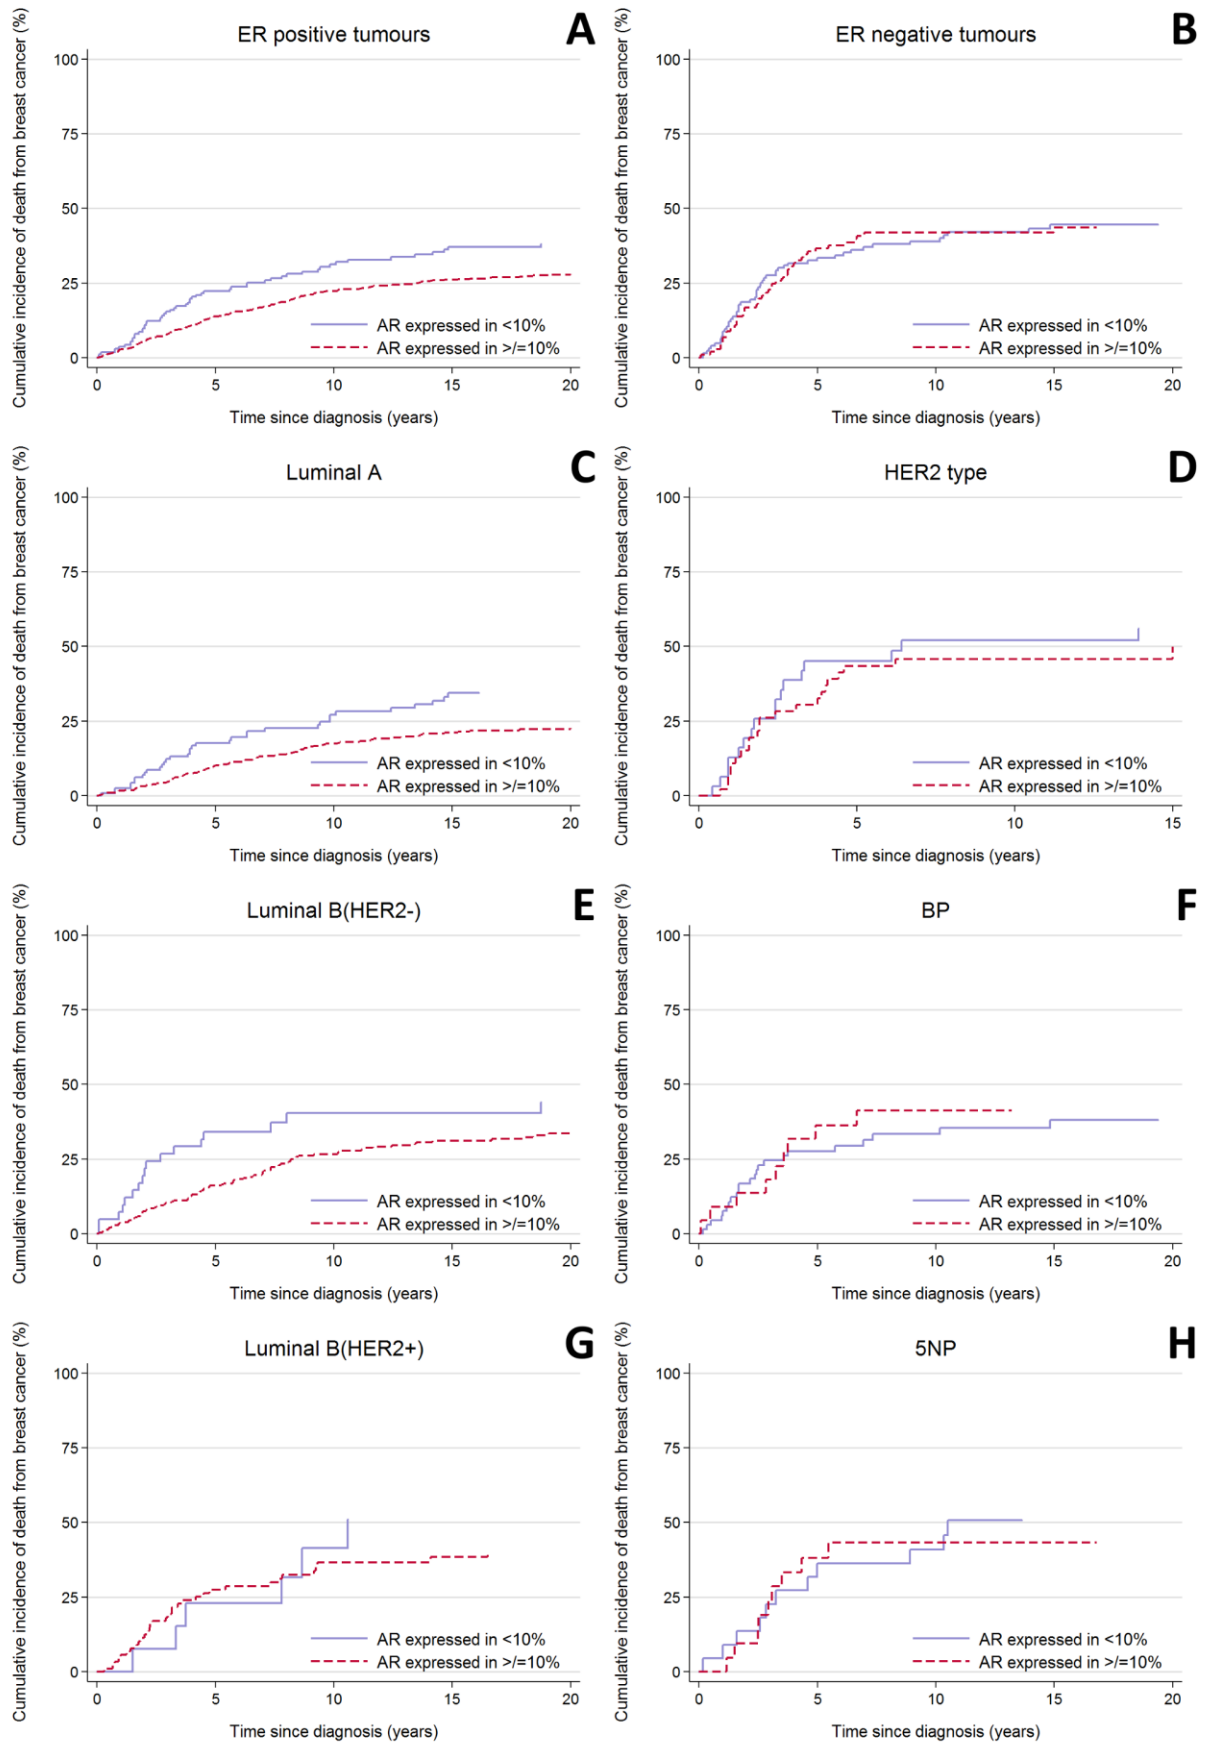 ER positive tumours
A
Cumulative incidence of death from breast cancer (%)
100
75
50
25
0
AR expressed in <10%
AR expressed in >/=10%
0 5 10 15 20
Time since diagnosis (years)
ER negative tumours
B
Cumulative incidence of death from breast cancer (%)
100
75
50
25
0
AR expressed in <10%
AR expressed in >/=10%
0 5 10 15 20
Time since diagnosis (years)
Luminal A
C
Cumulative incidence of death from breast cancer (%)
100
75
50
25
0
AR expressed in <10%
AR expressed in >/=10%
0 5 10 15 20
Time since diagnosis (years)
HER2 type
D
Cumulative incidence of death from breast cancer (%)
100
75
50
25
0
AR expressed in <10%
AR expressed in >/=10%
0 5 10 15
Time since diagnosis (years)
Luminal B(HER2-)
E
Cumulative incidence of death from breast cancer (%)
100
75
50
25
0
AR expressed in <10%
AR expressed in >/=10%
0 5 10 15 20
Time since diagnosis (years)
BP
F
Cumulative incidence of death from breast cancer (%)
100
75
50
25
0
AR expressed in <10%
AR expressed in >/=10%
0 5 10 15 20
Time since diagnosis (years)
Luminal B(HER2+)
G
Cumulative incidence of death from breast cancer (%)
100
75
50
25
0
AR expressed in <10%
AR expressed in >/=10%
0 5 10 15 20
Time since diagnosis (years)
5NP
H
Cumulative incidence of death from breast cancer (%)
100
75
50
25
0
AR expressed in <10%
AR expressed in >/=10%
0 5 10 15 20
Time since diagnosis (years)